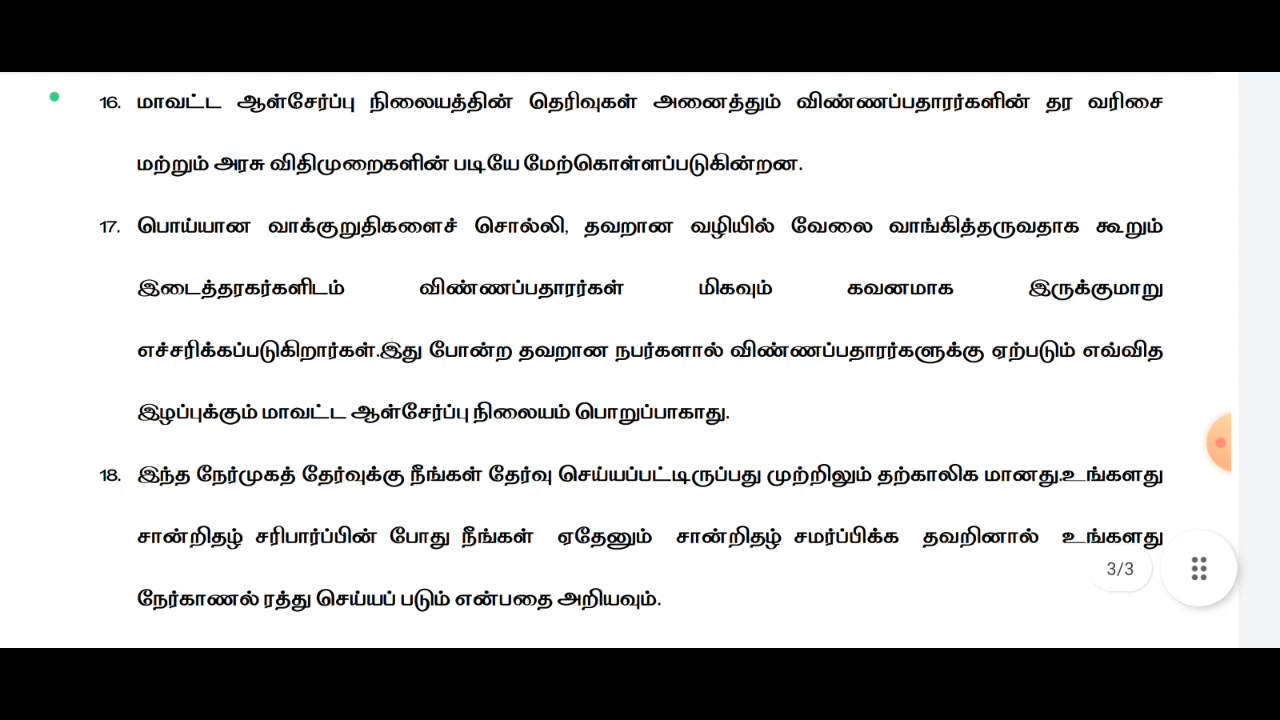 16. மாவட்ட ஆள்சேர்ப்பு நிலையத்தின் தெரிவுகள் அனைத்தும் விண்ணப்பதாரர்களின் தர வரிசை
மற்றும் அரசு விதிமுறைகளின் படியே மேற்கொள்ளப்படுகின்றன.
17. பொய்யான வாக்குறுதிகளைச் சொல்லி, தவறான வழியில் வேலை வாங்கித்தருவதாக கூறும்
இடைத்தரகர்களிடம் விண்ணப்பதாரர்கள் மிகவும் கவனமாக இருக்குமாறு
எச்சரிக்கப்படுகிறார்கள்.இது போன்ற தவறான நபர்களால் விண்ணப்பதாரர்களுக்கு ஏற்படும் எவ்வித
இழப்புக்கும் மாவட்ட ஆள்சேர்ப்பு நிலையம் பொறுப்பாகாது.
18. இந்த நேர்முகத் தேர்வுக்கு நீங்கள் தேர்வு செய்யப்பட்டிருப்பது முற்றிலும் தற்காலிக மானது.உங்களது
சான்றிதழ் சரிபார்ப்பின் போது நீங்கள் ஏதேனும் சான்றிதழ் சமர்ப்பிக்க தவறினால் உங்களது
3/3
நேர்காணல் ரத்து செய்யப் படும் என்பதை அறியவும்.